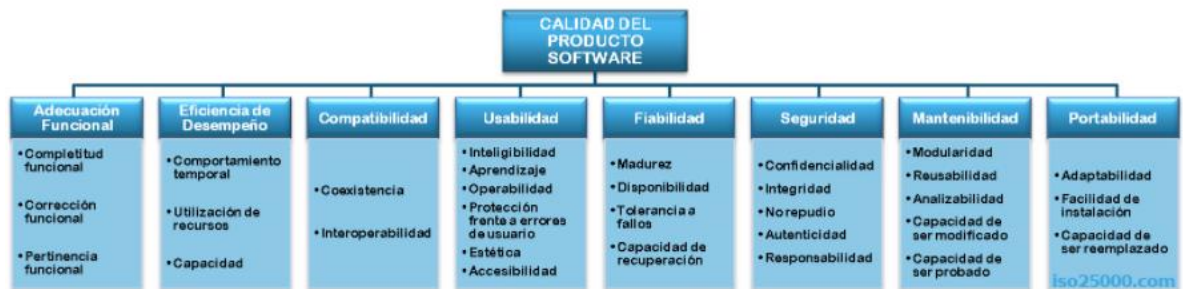 CALIDAD DEL
PRODUCTO
SOFTWARE
Adecuación
Funcional
• Completitud
funcional
• Corrección
funcional
• Pertinencia
funcional
Eficiencia de
Desempeño
• Comportamiento
temporal
• Utilización de
recursos
• Capacidad
Compatibilidad
• Coexistencia
• Interoperabilidad
Usabilidad
• Inteligibilidad
• Aprendizaje
• Operabilidad
• Protección
frente a errores
de usuario
• Estética
• Accesibilidad
Fiabilidad
• Madurez
• Disponibilidad
• Tolerancia a
fallos
• Capacidad de
recuperación
Seguridad
• Confidencialidad
• Integridad
• No repudio
• Autenticidad
• Responsabilidad
Mantenibilidad
• Modularidad
• Reusabilidad
• Analizabilidad
• Capacidad de
ser modificado
• Capacidad de
ser probado
Portabilidad
• Adaptabilidad
• Facilidad de
instalación
• Capacidad de
ser reemplazado
iso25000.com